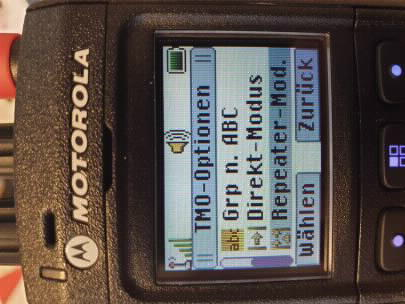 MOTOROLA
TMO-Optionen
Grp n. ABC
Direkt-Modus
Repeater-Mod.
wählen Zurück